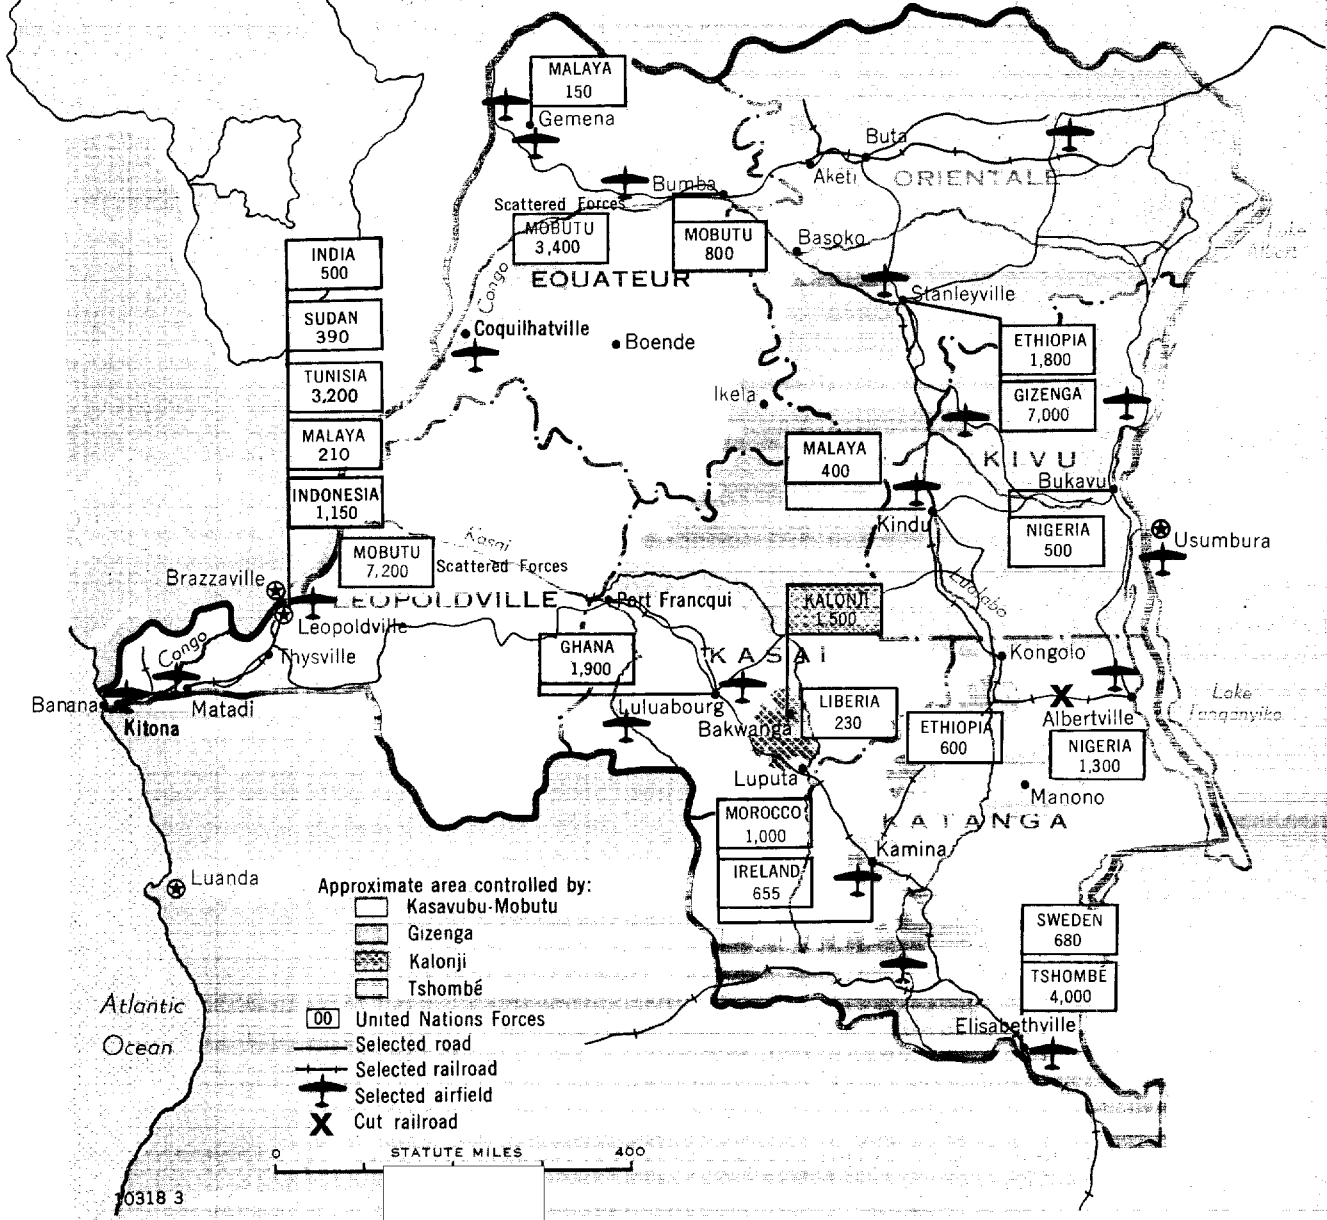 MALAYA
150
Gemena
Buta
Aketi
ORIENTALE
Bumba
Scattered Forces
MOBUTU
3,400
MOBUTU
800
Basoko
Lake
Albert
INDIA
500
EQUATEUR
Congo
Stanleyville
SUDAN
390
Coquilhatville
Boende
ETHIOPIA
1,800
TUNISIA
3,200
Ikela
GIZENGA
7,000
MALAYA
210
MALAYA
400
KIVU
Bukavu
INDONESIA
1,150
Kindu
NIGERIA
500
Usumbura
Kasai
MOBUTU
7,200
Scattered Forces
Brazzaville
LEOPOLDVILLE
Port Francqui
KALONJI
1,500
Lualaba
Leopoldville
Congo
Thysville
GHANA
1,900
KASAI
Kongolo
Banana
Matadi
Kitona
Luluabourg
Bakwanga
LIBERIA
230
ETHIOPIA
600
Albertville
Lake
Tanganyika
NIGERIA
1,300
Luputa
Manono
MOROCCO
1,000
KATANGA
Kamina
IRELAND
655
Luanda
SWEDEN
680
TSHOMBÉ
4,000
Elisabethville
Atlantic
Ocean
Approximate area controlled by:
Kasavubu-Mobutu
Gizenga
Kalonji
Tshombé
00 United Nations Forces
Selected road
Selected railroad
Selected airfield
X Cut railroad
0 STATUTE MILES 400
10318 3